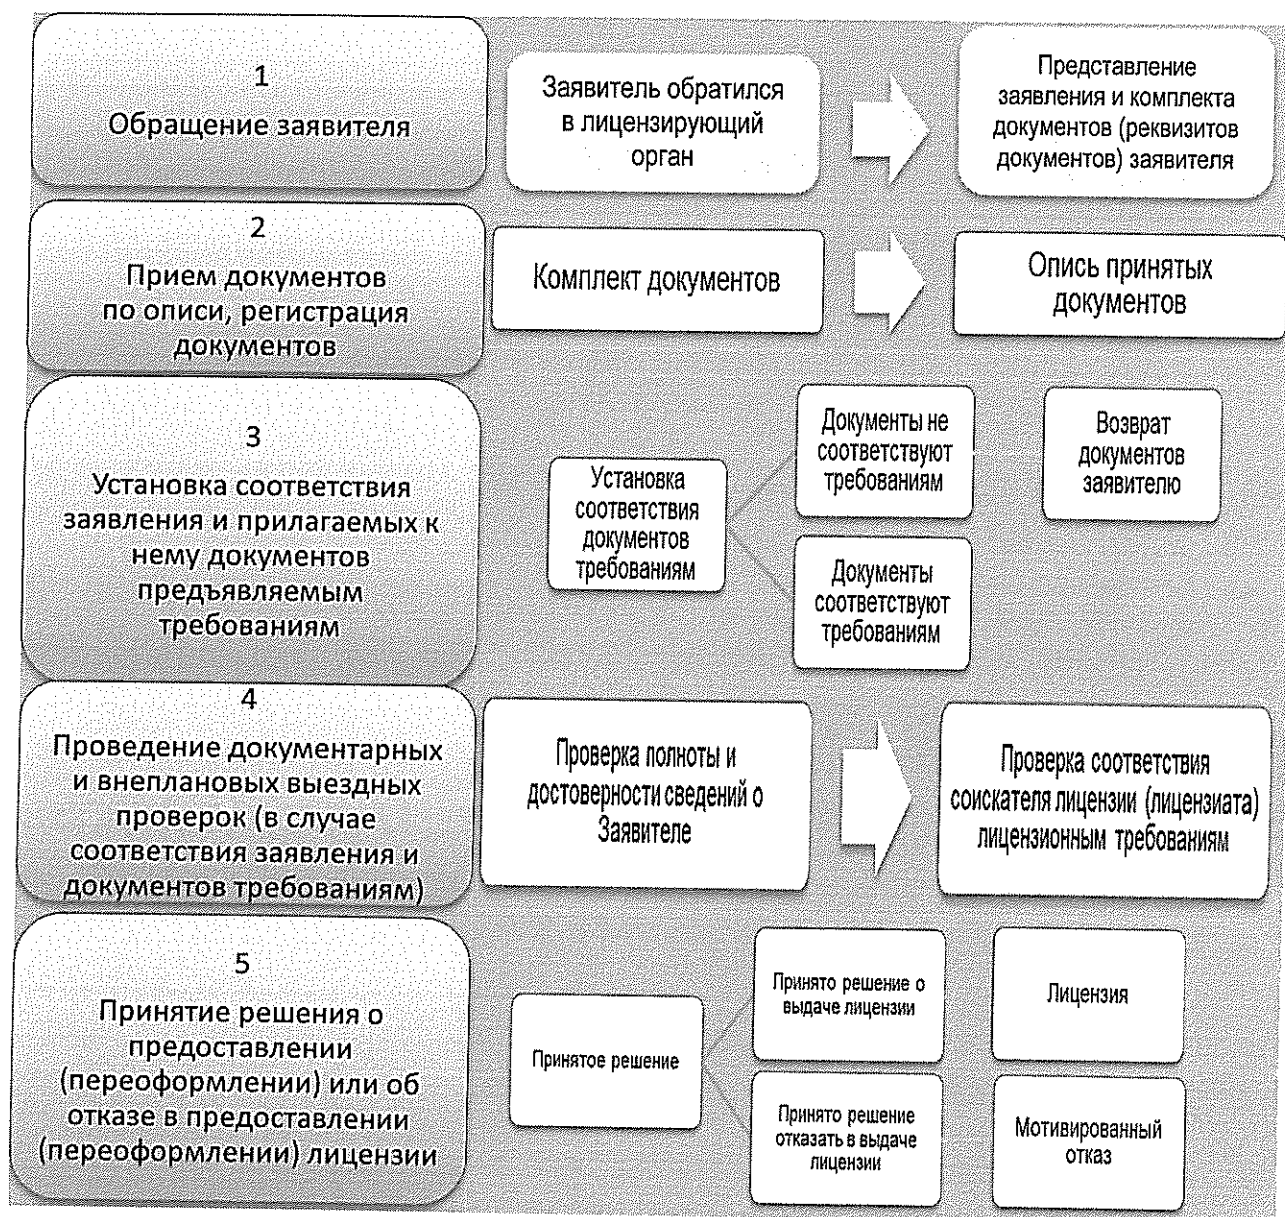 1
Обращение заявителя
Заявитель обратился
в лицензирующий
орган
Представление
заявления и комплекта
документов (реквизитов
документов) заявителя
2
Прием документов
по описи, регистрация
документов
Комплект документов
Опись принятых
документов
3
Установка соответствия
заявления и прилагаемых к
нему документов
предъявляемым
требованиям
Установка
соответствия
документов
требованиям
Документы не
соответствуют
требованиям
Возврат
документов
заявителю
Документы
соответствуют
требованиям
4
Проведение документарных
и внеплановых выездных
проверок (в случае
соответствия заявления и
документов требованиям)
Проверка полноты и
достоверности сведений о
Заявителе
Проверка соответствия
соискателя лицензии (лицензиата)
лицензионным требованиям
5
Принятие решения о
предоставлении
(переоформлении) или об
отказе в предоставлении
(переоформлении) лицензии
Принятое решение
Принято решение о
выдаче лицензии
Лицензия
Принято решение
отказать в выдаче
лицензии
Мотивированный
отказ